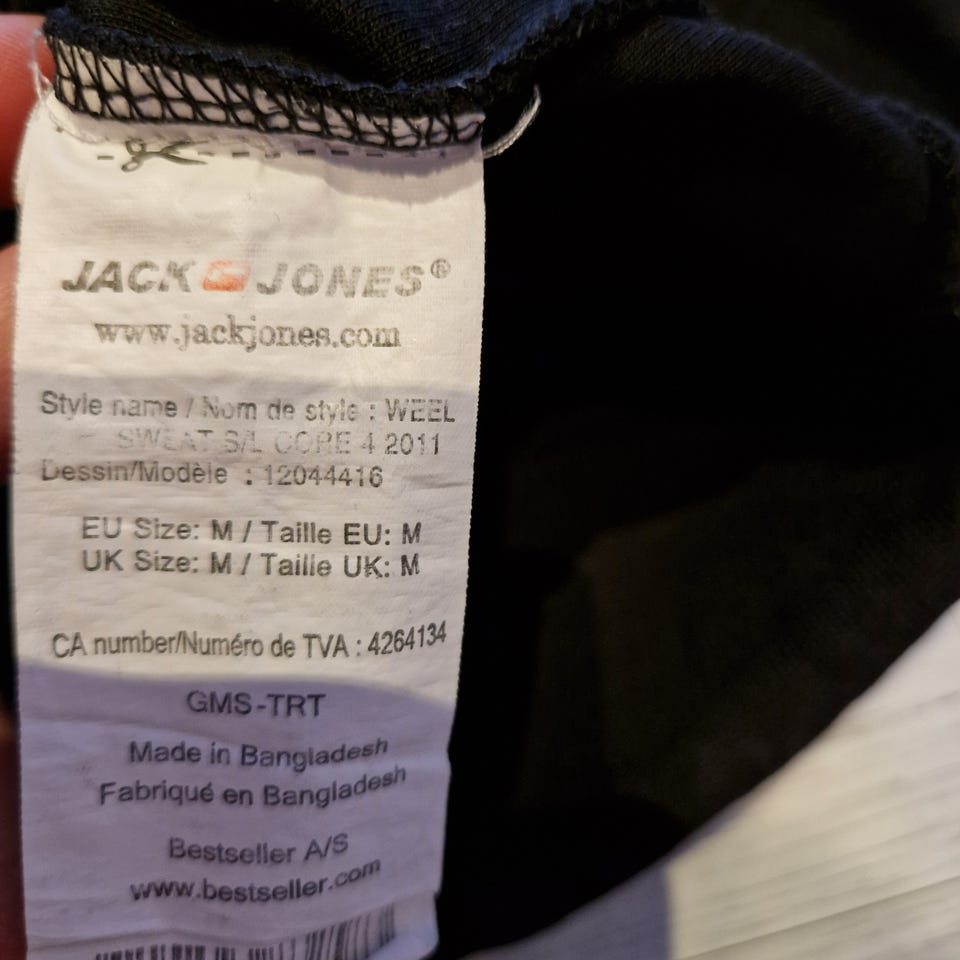 JACK JONES®
www.jackjones.com
Style name / Nom de style : WEEL
- SWEAT S/L CORE 4 2011
Dessin/Modèle : 12044416
EU Size: M / Taille EU: M
UK Size: M / Taille UK: M
CA number/Numéro de TVA : 4264134
GMS-TRT
Made in Bangladesh
Fabriqué en Bangladesh
Bestseller A/S
www.bestseller.com